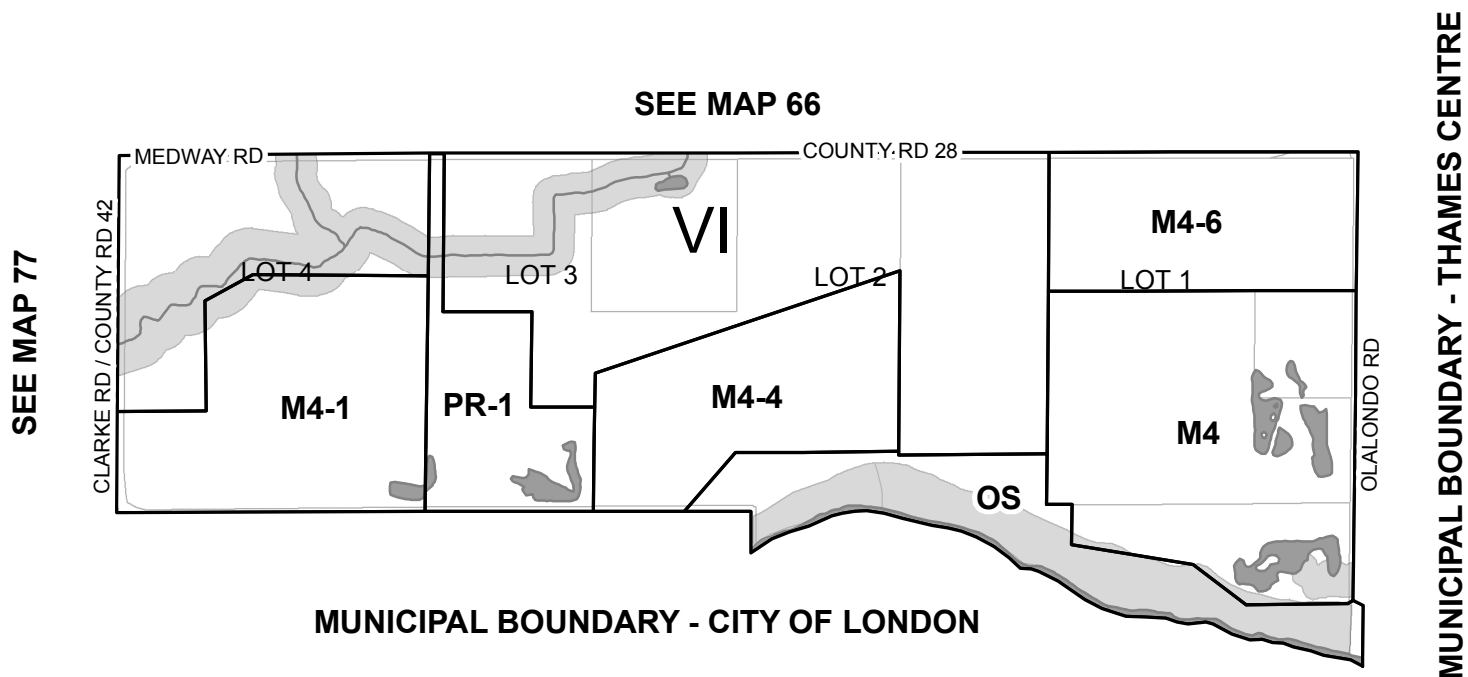 SEE MAP 66
MEDWAY RD
COUNTY RD 28
SEE MAP 77
CLARKE RD / COUNTY RD 42
VI
M4-6
LOT 4
LOT 3
LOT 2
LOT 1
M4-1
PR-1
M4-4
M4
OS
OLALONDO RD
MUNICIPAL BOUNDARY - THAMES CENTRE
MUNICIPAL BOUNDARY - CITY OF LONDON